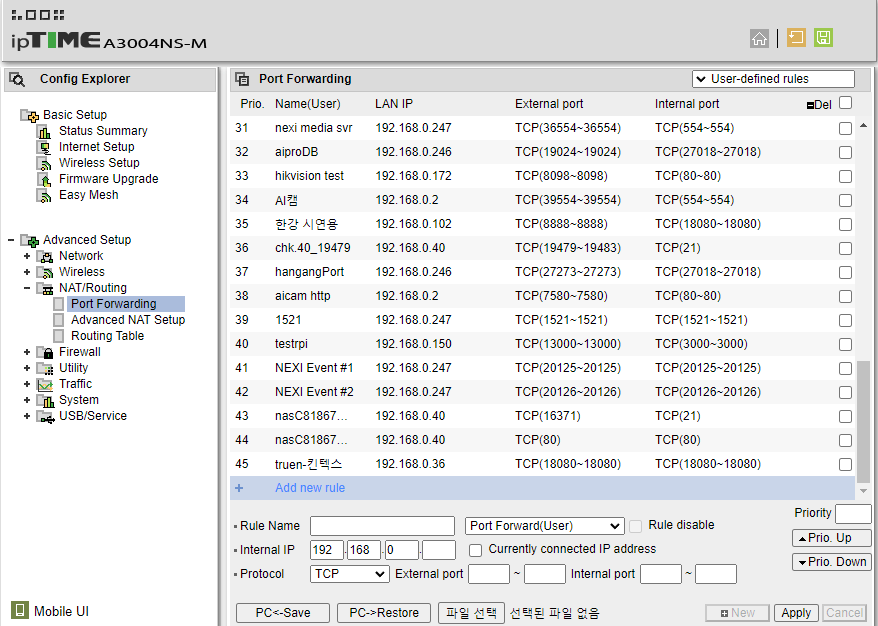 ipTIME A3004NS-M
Config Explorer
Basic Setup
Status Summary
Internet Setup
Wireless Setup
Firmware Upgrade
Easy Mesh
Advanced Setup
Network
Wireless
NAT/Routing
Port Forwarding
Advanced NAT Setup
Routing Table
Firewall
Utility
Traffic
System
USB/Service
Mobile UI
Port Forwarding User-defined rules
Prio. Name(User) LAN IP External port Internal port Del
31 nexi media svr 192.168.0.247 TCP(36554~36554) TCP(554~554)
32 aiproDB 192.168.0.246 TCP(19024~19024) TCP(27018~27018)
33 hikvision test 192.168.0.172 TCP(8098~8098) TCP(80~80)
34 AI캠 192.168.0.2 TCP(39554~39554) TCP(554~554)
35 한강 시연용 192.168.0.102 TCP(8888~8888) TCP(18080~18080)
36 chk.40_19479 192.168.0.40 TCP(19479~19483) TCP(21)
37 hangangPort 192.168.0.246 TCP(27273~27273) TCP(27018~27018)
38 aicam http 192.168.0.2 TCP(7580~7580) TCP(80~80)
39 1521 192.168.0.247 TCP(1521~1521) TCP(1521~1521)
40 testrpi 192.168.0.150 TCP(13000~13000) TCP(3000~3000)
41 NEXI Event #1 192.168.0.247 TCP(20125~20125) TCP(20125~20125)
42 NEXI Event #2 192.168.0.247 TCP(20126~20126) TCP(20126~20126)
43 nasC81867… 192.168.0.40 TCP(16371) TCP(21)
44 nasC81867… 192.168.0.40 TCP(80) TCP(80)
45 truen-킨텍스 192.168.0.36 TCP(18080~18080) TCP(18080~18080)
+ Add new rule
Rule Name Port Forward(User) Rule disable
Internal IP 192 . 168 . 0 . Currently connected IP address
Protocol TCP External port ~ Internal port ~
Priority
Prio. Up
Prio. Down
PC<-Save PC->Restore 파일 선택 선택된 파일 없음 New Apply Cancel